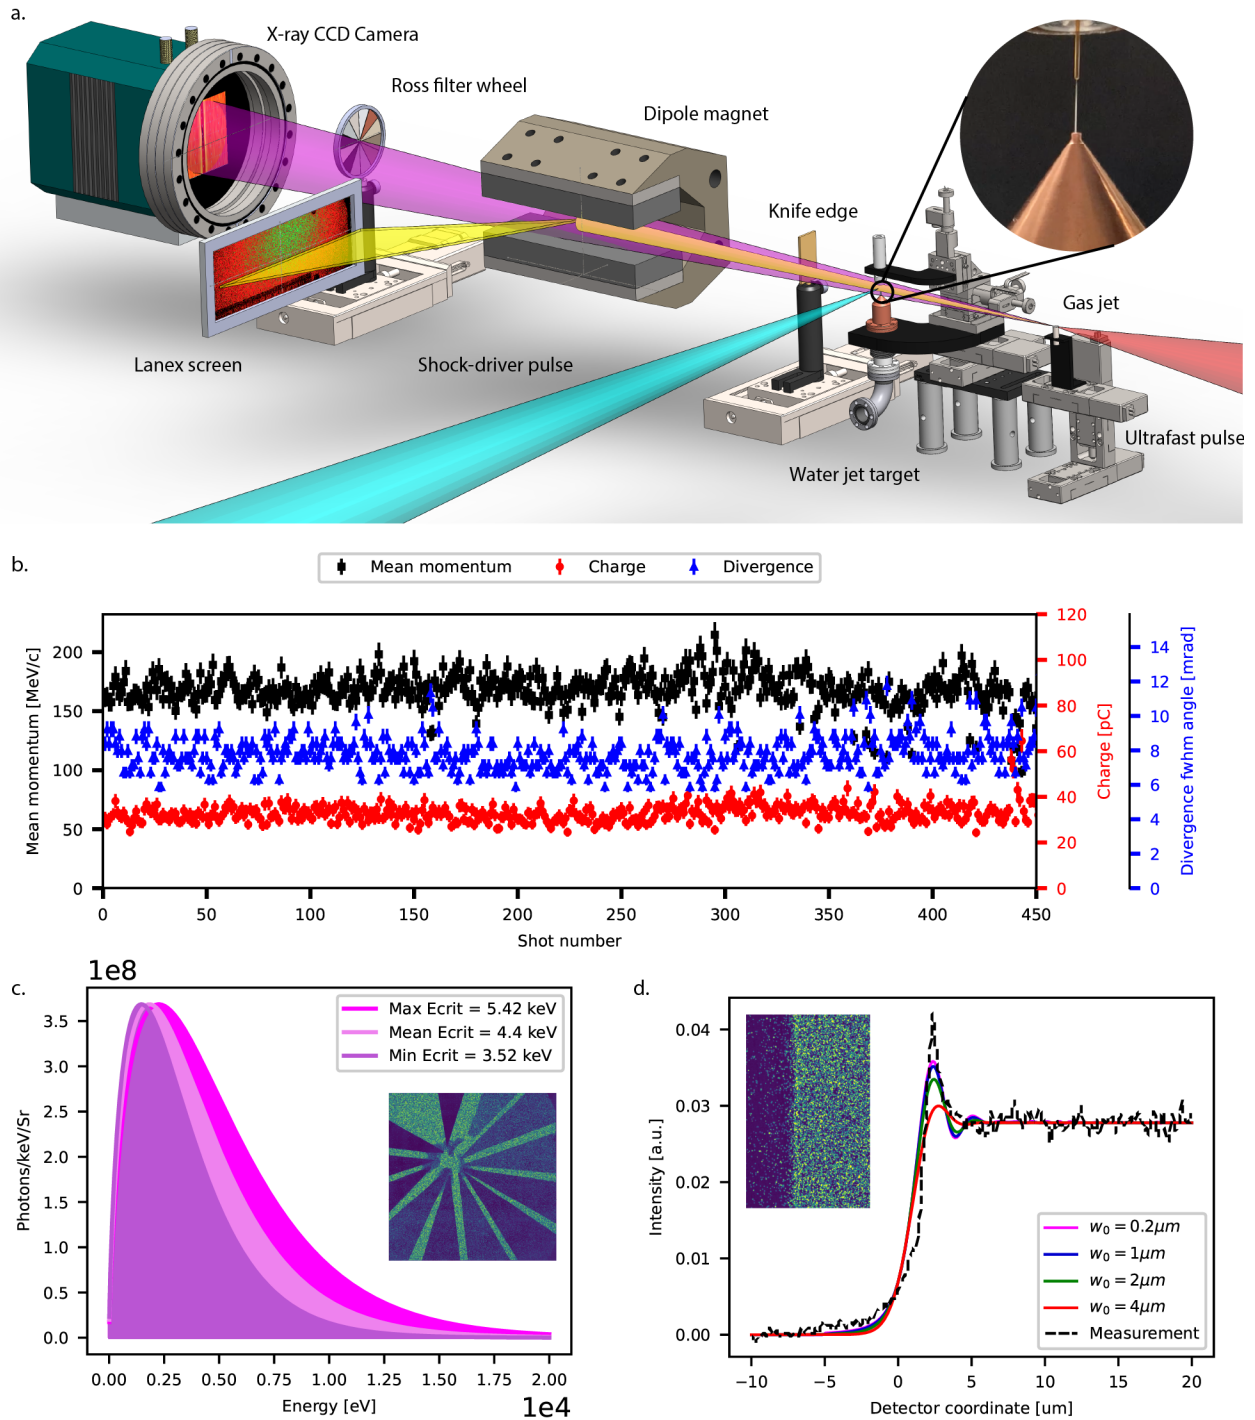 a.
X-ray CCD Camera
Ross filter wheel
Dipole magnet
Knife edge
Gas jet
Lanex screen
Shock-driver pulse
Ultrafast pulse
Water jet target
b.
Mean momentum
Charge
Divergence
Mean momentum [MeV/c]
200
150
100
50
0
120
100
80
60
40
20
0
Charge [pC]
14
12
10
8
6
4
2
0
Divergence fwhm angle [mrad]
0 50 100 150 200 250 300 350 400 450
Shot number
c.
1e8
Max Ecrit = 5.42 keV
Mean Ecrit = 4.4 keV
Min Ecrit = 3.52 keV
Photons/keV/Sr
3.5
3.0
2.5
2.0
1.5
1.0
0.5
0.0
0.00 0.25 0.50 0.75 1.00 1.25 1.50 1.75 2.00
Energy [eV]
1e4
d.
Intensity [a.u.]
0.04
0.03
0.02
0.01
0.00
w₀ = 0.2μm
w₀ = 1μm
w₀ = 2μm
w₀ = 4μm
Measurement
−10 −5 0 5 10 15 20
Detector coordinate [um]